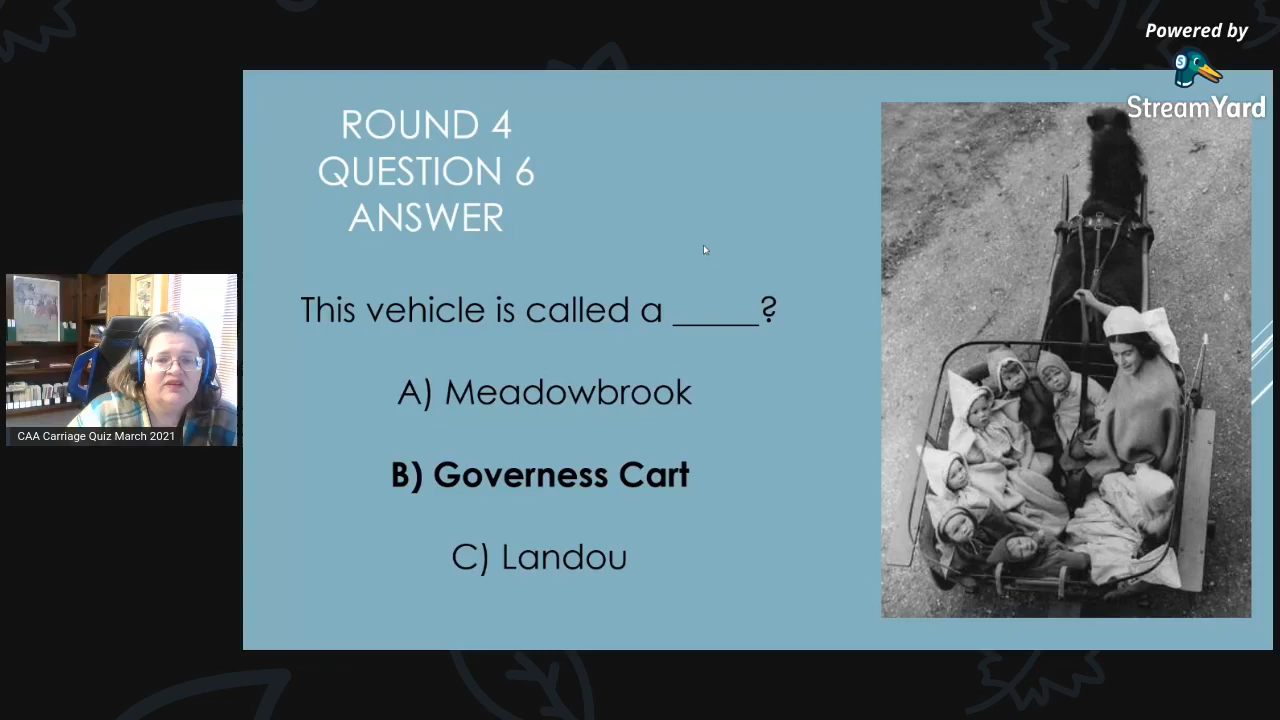 Powered by
StreamYard
ROUND 4
QUESTION 6
ANSWER
This vehicle is called a _____?
A) Meadowbrook
B) Governess Cart
C) Landou
CAA Carriage Quiz March 2021